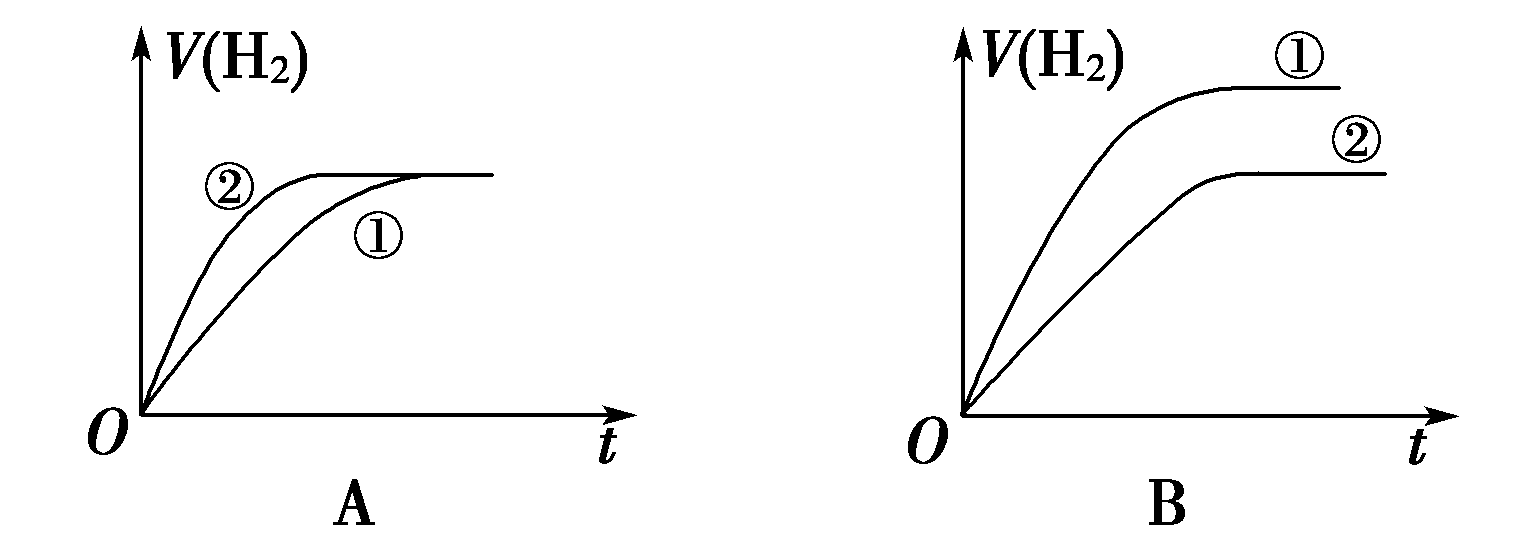 V(H₂)
②
①
O
t
A
V(H₂)
①
②
O
t
B